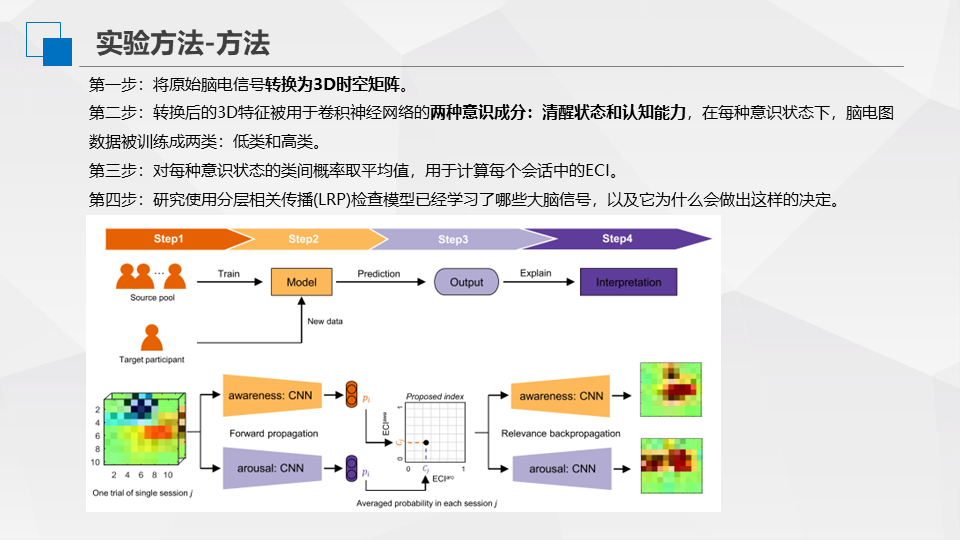 实验方法-方法
第一步：将原始脑电信号转换为3D时空矩阵。
第二步：转换后的3D特征被用于卷积神经网络的两种意识成分：清醒状态和认知能力，在每种意识状态下，脑电图
数据被训练成两类：低类和高类。
第三步：对每种意识状态的类间概率取平均值，用于计算每个会话中的ECI。
第四步：研究使用分层相关传播(LRP)检查模型已经学习了哪些大脑信号，以及它为什么会做出这样的决定。
Step1 Step2 Step3 Step4
Source pool
Train
Model
Prediction
Output
Explain
Interpretation
New data
Target participant
2
4
6
8
10
2 4 6 8 10
One trial of single session j
awareness: CNN
Forward propagation
arousal: CNN
pi
pi
Proposed index
1
ECIawa
cj
0
0 cj 1
ECIaro
Averaged probability in each session j
awareness: CNN
Relevance backpropagation
arousal: CNN